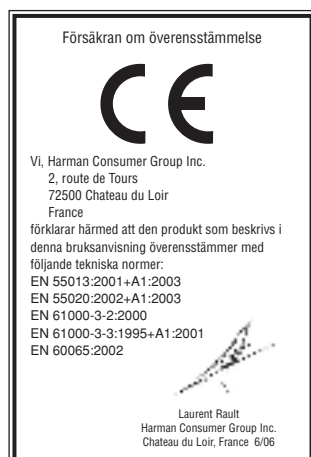 Försäkran om överensstämmelse
CE
Vi, Harman Consumer Group Inc.
2, route de Tours
72500 Chateau du Loir
France
förklarar härmed att den produkt som beskrivs i
denna bruksanvisning överensstämmer med
följande tekniska normer:
EN 55013:2001+A1:2003
EN 55020:2002+A1:2003
EN 61000-3-2:2000
EN 61000-3-3:1995+A1:2001
EN 60065:2002
Laurent Rault
Harman Consumer Group Inc.
Chateau du Loir, France 6/06